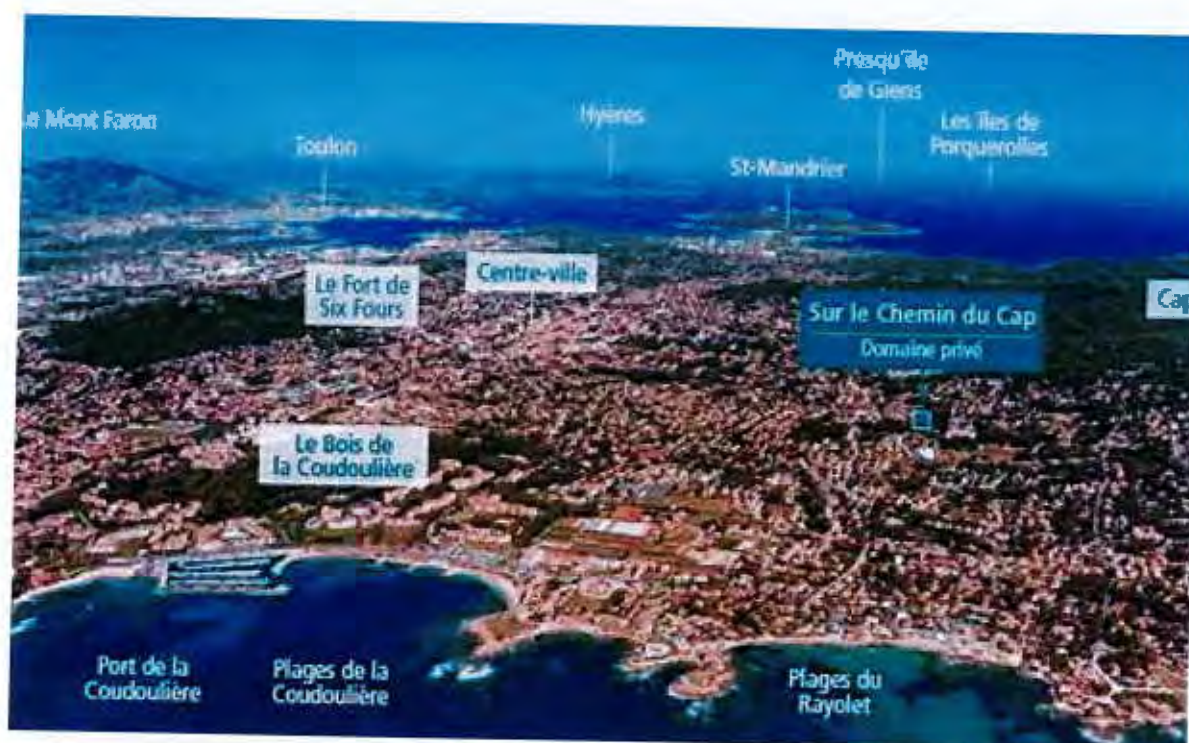 Presqu'île
de Giens
Le Mont Faron
Hyères
Les îles de
Porquerolles
Toulon
St-Mandrier
Le Fort de
Six Fours
Centre-ville
Sur le Chemin du Cap
Domaine privé
Cap
Le Bois de
la Coudoulière
Port de la
Coudoulière
Plages de la
Coudoulière
Plages du
Rayolet